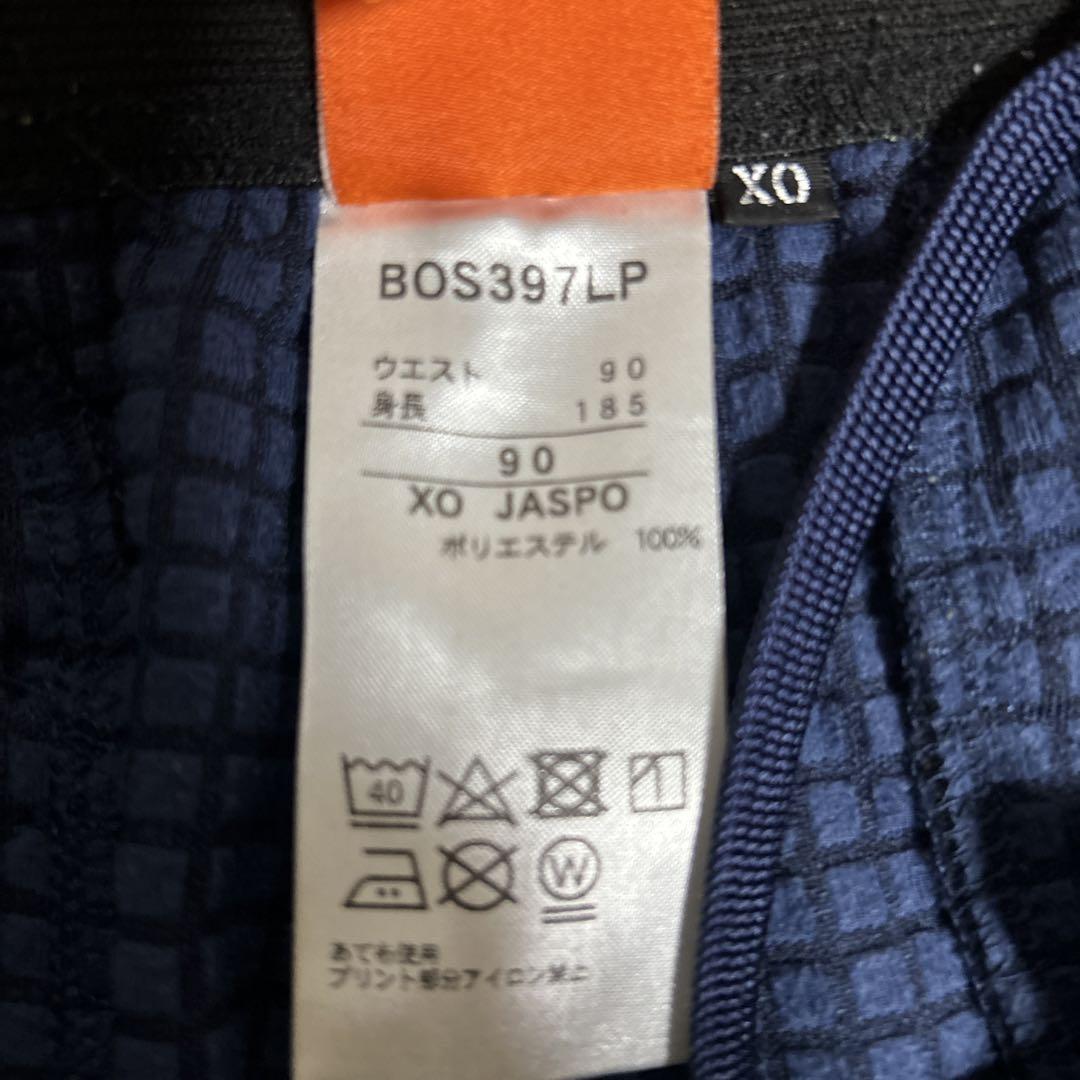 XO
BOS397LP
ウエスト 90
身長 185
90
XO JASPO
ポリエステル 100%
40
W
あて布使用
プリント部分アイロン禁止